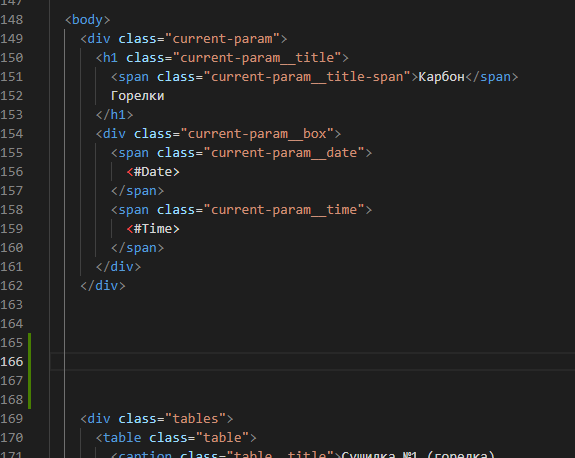 147
148 <body>
149 <div class="current-param">
150 <h1 class="current-param__title">
151 <span class="current-param__title-span">Карбон</span>
152 Горелки
153 </h1>
154 <div class="current-param__box">
155 <span class="current-param__date">
156 <#Date>
157 </span>
158 <span class="current-param__time">
159 <#Time>
160 </span>
161 </div>
162 </div>
163
164
165
166
167
168
169 <div class="tables">
170 <table class="table">
171 <caption class="table__title">Сушилка №1 (горелка)